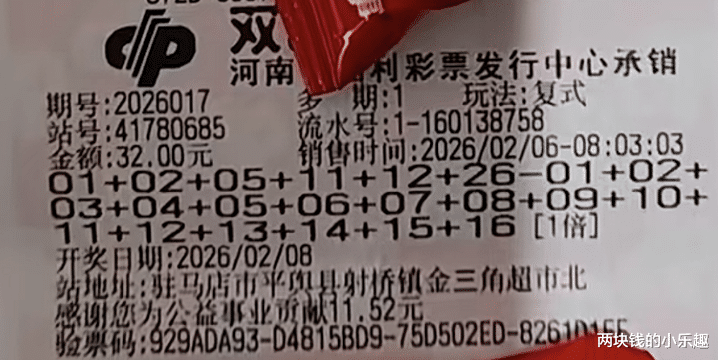 双
河南 利彩票发行中心承销
期号:2026017 多 期:1 玩法:复式
站号:41780685 流水号:1-160138758
金额:32.00元 销售时间:2026/02/06-08:03:03
01+02+05+11+12+26-01+02+
03+04+05+06+07+08+09+10+
11+12+13+14+15+16 [1倍]
开奖日期:2026/02/08
站地址:驻马店市平舆县射桥镇金三角超市北
感谢您为公益事业贡献11.52元
验票码:929ADA93-D4815BD9-75D502ED-8261D1EE
两块钱的小乐趣